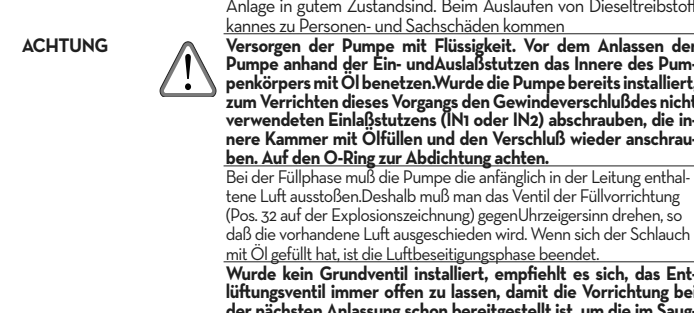 Anlage in gutem Zustandsind. Beim Auslaufen von Dieseltreibstoff
kannes zu Personen- und Sachschäden kommen
ACHTUNG
Versorgen der Pumpe mit Flüssigkeit. Vor dem Anlassen der
Pumpe anhand der Ein- undAuslaßstutzen das Innere des Pum-
penkörpers mit Öl benetzen.Wurde die Pumpe bereits installiert,
zum Verrichten dieses Vorgangs den Gewindeverschlußdes nicht
verwendeten Einlaßstutzens (IN1 oder IN2) abschrauben, die in-
nere Kammer mit Ölfüllen und den Verschluß wieder anschrau-
ben. Auf den O-Ring zur Abdichtung achten.
Bei der Füllphase muß die Pumpe die anfänglich in der Leitung enthal-
tene Luft ausstoßen.Deshalb muß man das Ventil der Füllvorrichtung
(Pos. 32 auf der Explosionszeichnung) gegenUhrzeigersinn drehen, so
daß die vorhandene Luft ausgeschieden wird. Wenn sich der Schlauch
mit Öl gefüllt hat, ist die Luftbeseitigungsphase beendet.
Wurde kein Grundventil installiert, empfiehlt es sich, das Ent-
lüftungsventil immer offen zu lassen, damit die Vorrichtung bei
der nächsten Anlassung schon bereitgestellt ist, um die im Saug-